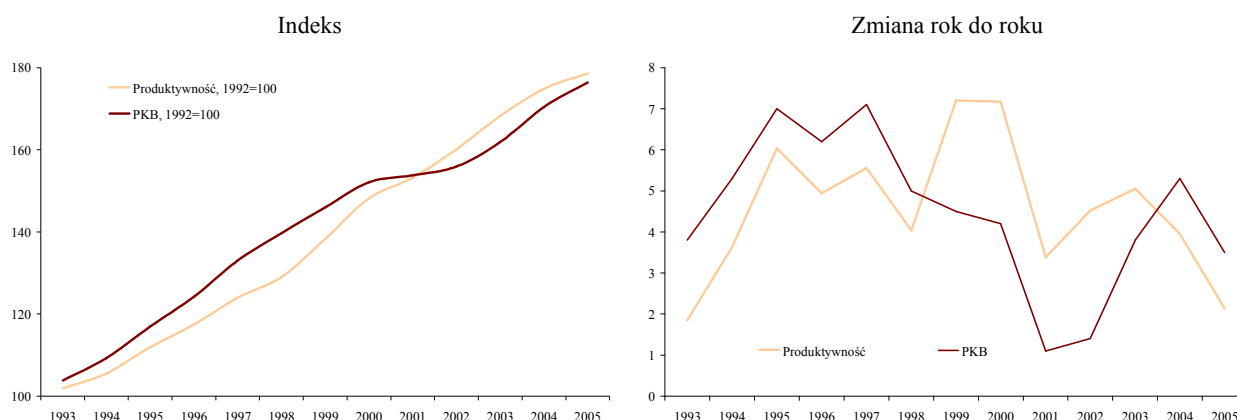 Indeks
180
160
140
120
100
Produktywność, 1992=100
PKB, 1992=100
1993 1994 1995 1996 1997 1998 1999 2000 2001 2002 2003 2004 2005
Zmiana rok do roku
8
7
6
5
4
3
2
1
0
Produktywność PKB
1993 1994 1995 1996 1997 1998 1999 2000 2001 2002 2003 2004 2005